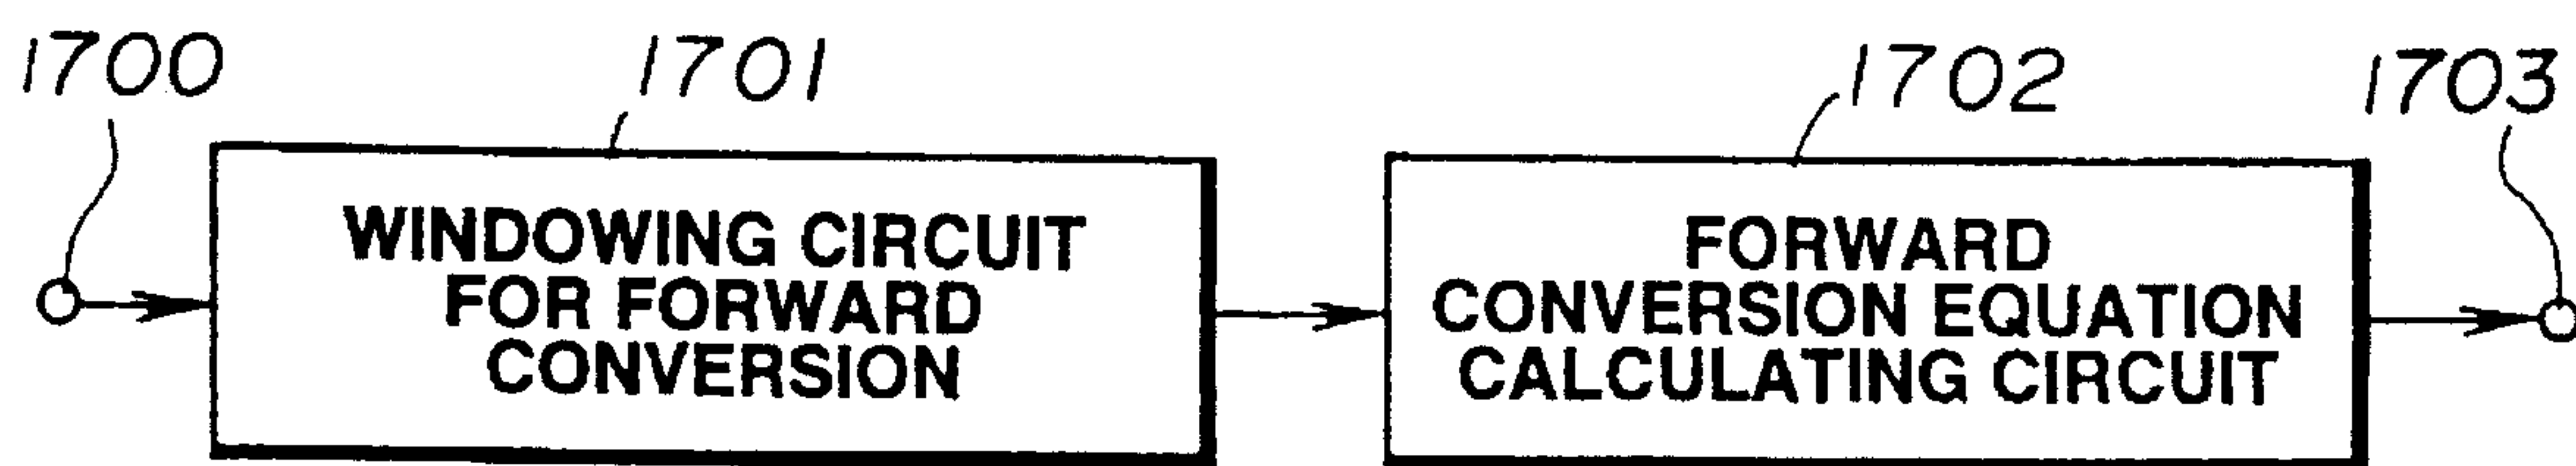 1700
1701
1702
1703
WINDOWING CIRCUIT
FOR FORWARD
CONVERSION
FORWARD
CONVERSION EQUATION
CALCULATING CIRCUIT